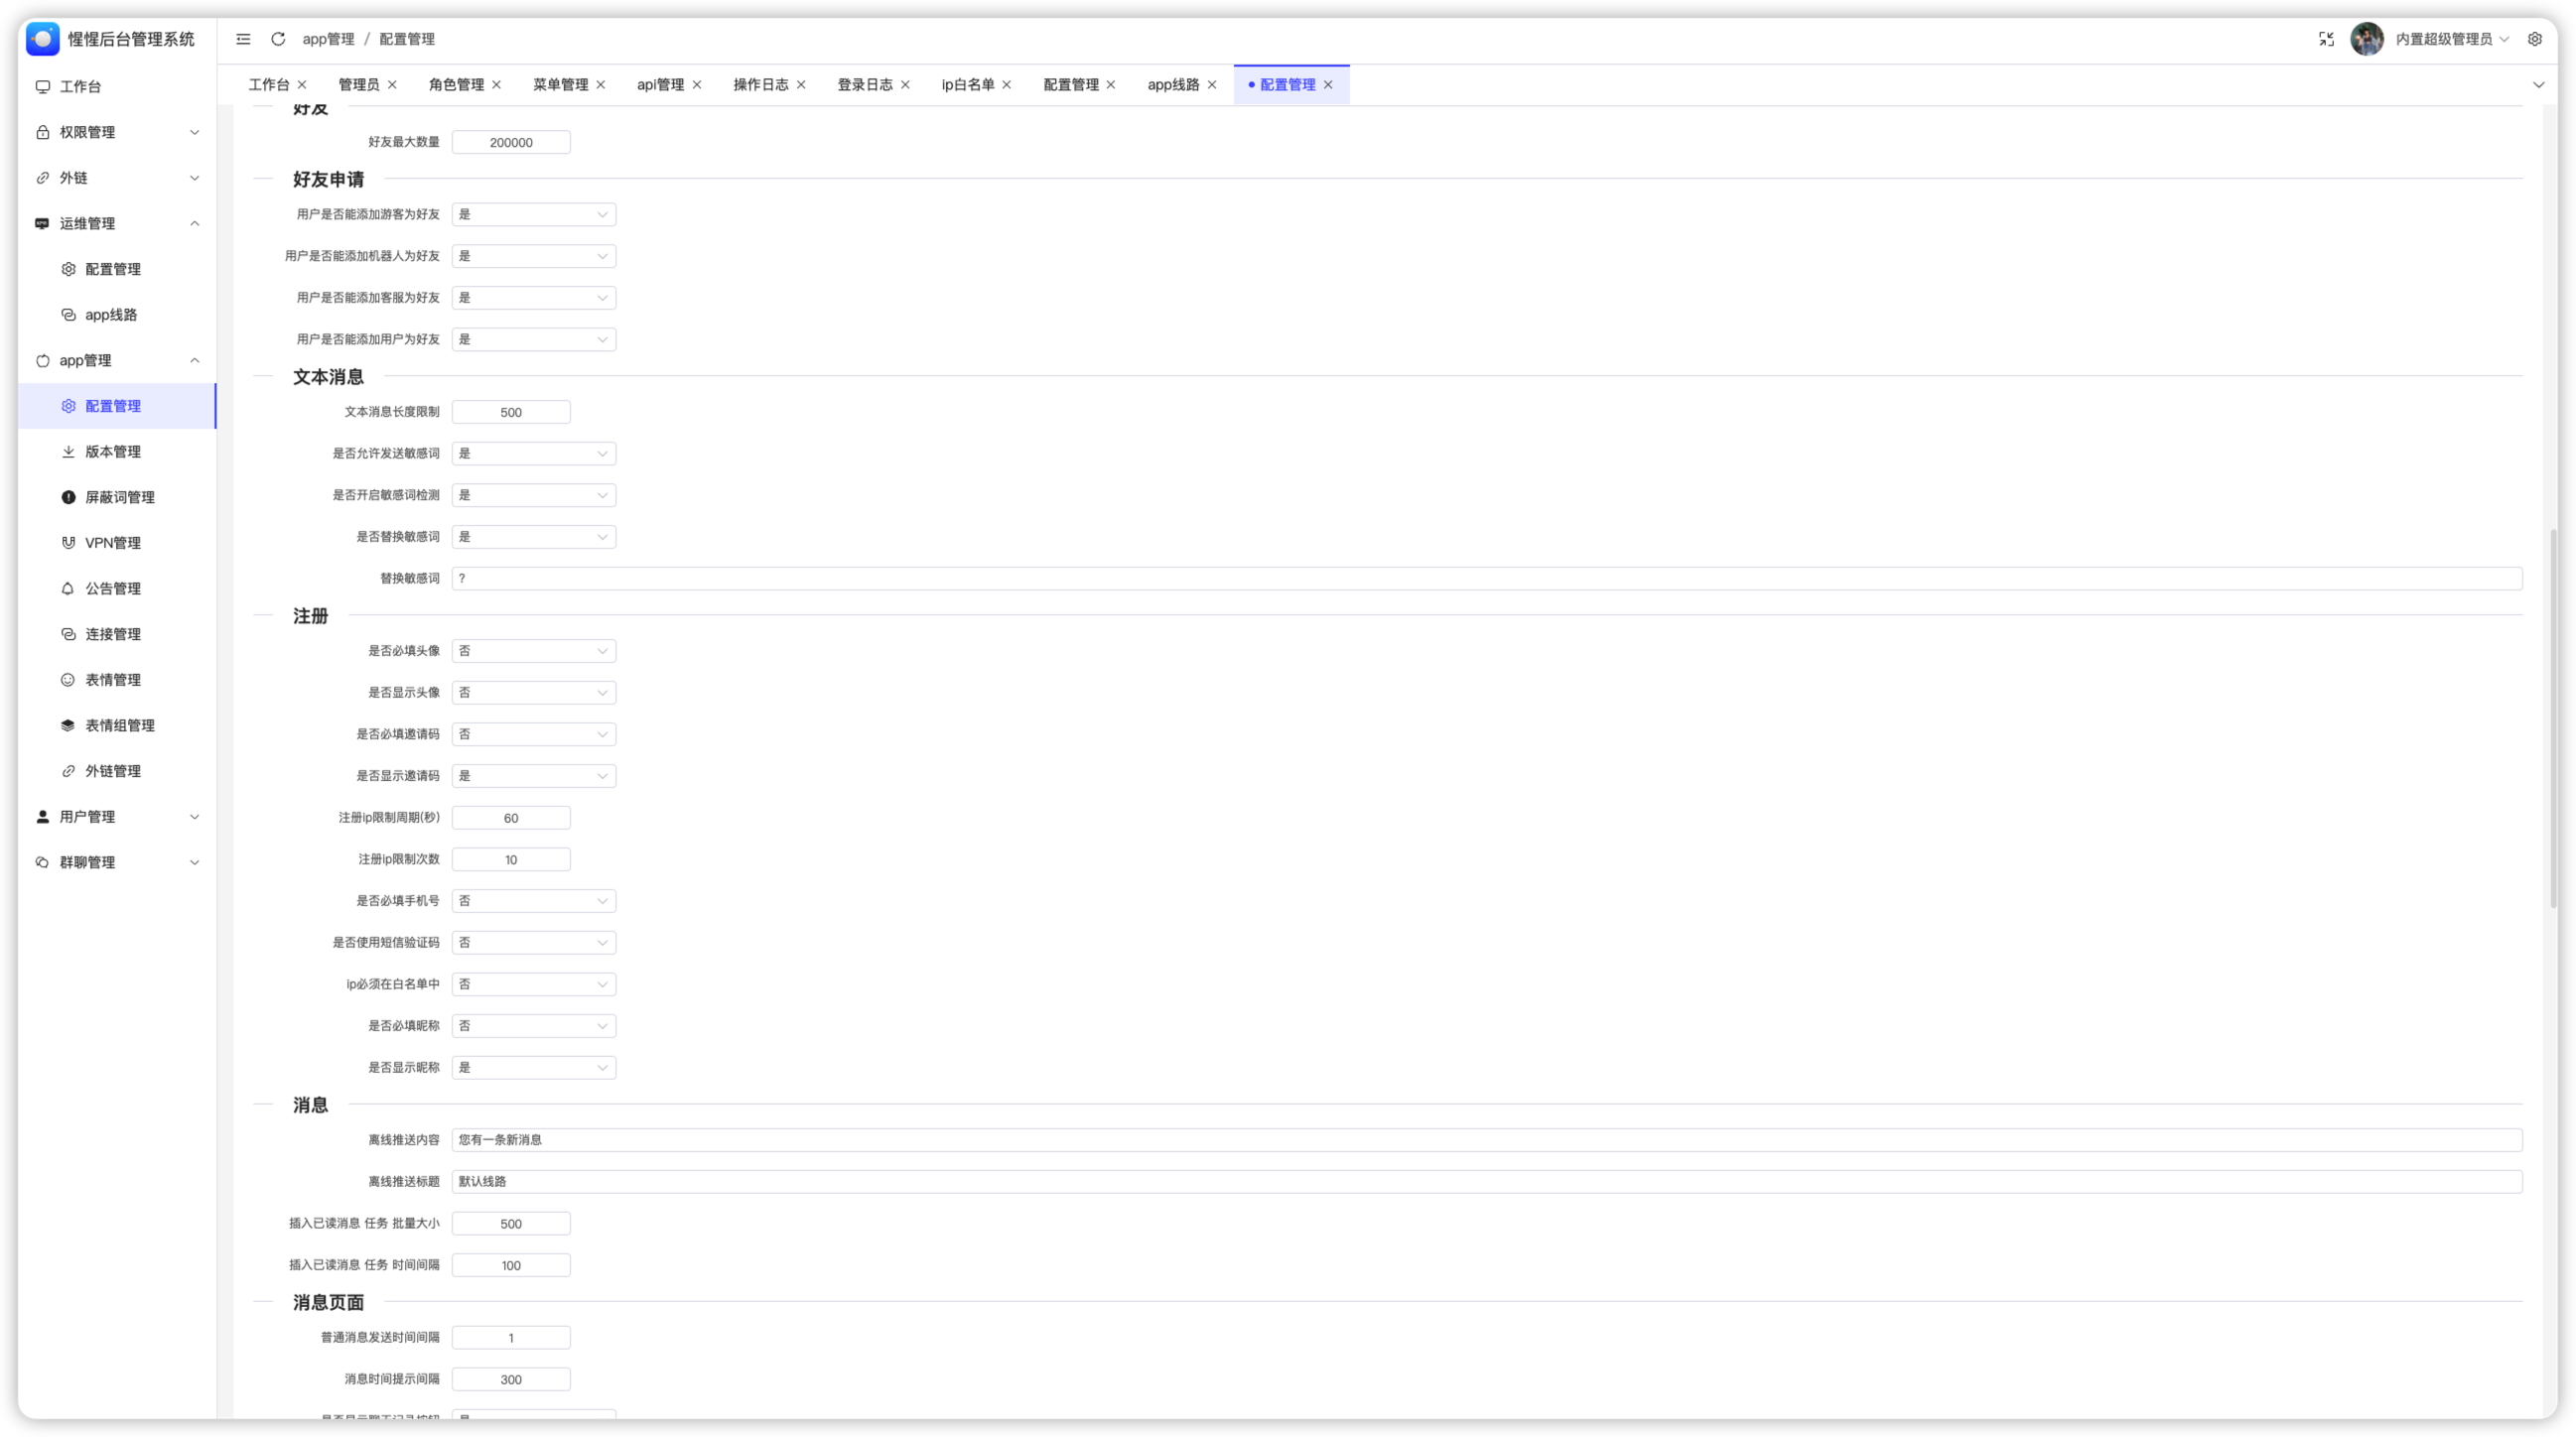 惺惺后台管理系统
app管理 / 配置管理
内置超级管理员
工作台
管理员
角色管理
菜单管理
api管理
操作日志
登录日志
ip白名单
配置管理
app线路
配置管理
工作台
权限管理
外链
运维管理
配置管理
app线路
app管理
配置管理
版本管理
屏蔽词管理
VPN管理
公告管理
连接管理
表情管理
表情组管理
外链管理
用户管理
群聊管理
好友
好友最大数量 200000
好友申请
用户是否能添加游客为好友 是
用户是否能添加机器人为好友 是
用户是否能添加客服为好友 是
用户是否能添加用户为好友 是
文本消息
文本消息长度限制 500
是否允许发送敏感词 是
是否开启敏感词检测 是
是否替换敏感词 是
替换敏感词 ?
注册
是否必填头像 否
是否显示头像 否
是否必填邀请码 否
是否显示邀请码 是
注册ip限制周期(秒) 60
注册ip限制次数 10
是否必填手机号 否
是否使用短信验证码 否
ip必须在白名单中 否
是否必填昵称 否
是否显示昵称 是
消息
离线推送内容 您有一条新消息
离线推送标题 默认线路
插入已读消息 任务 批量大小 500
插入已读消息 任务 时间间隔 100
消息页面
普通消息发送时间间隔 1
消息时间提示间隔 300